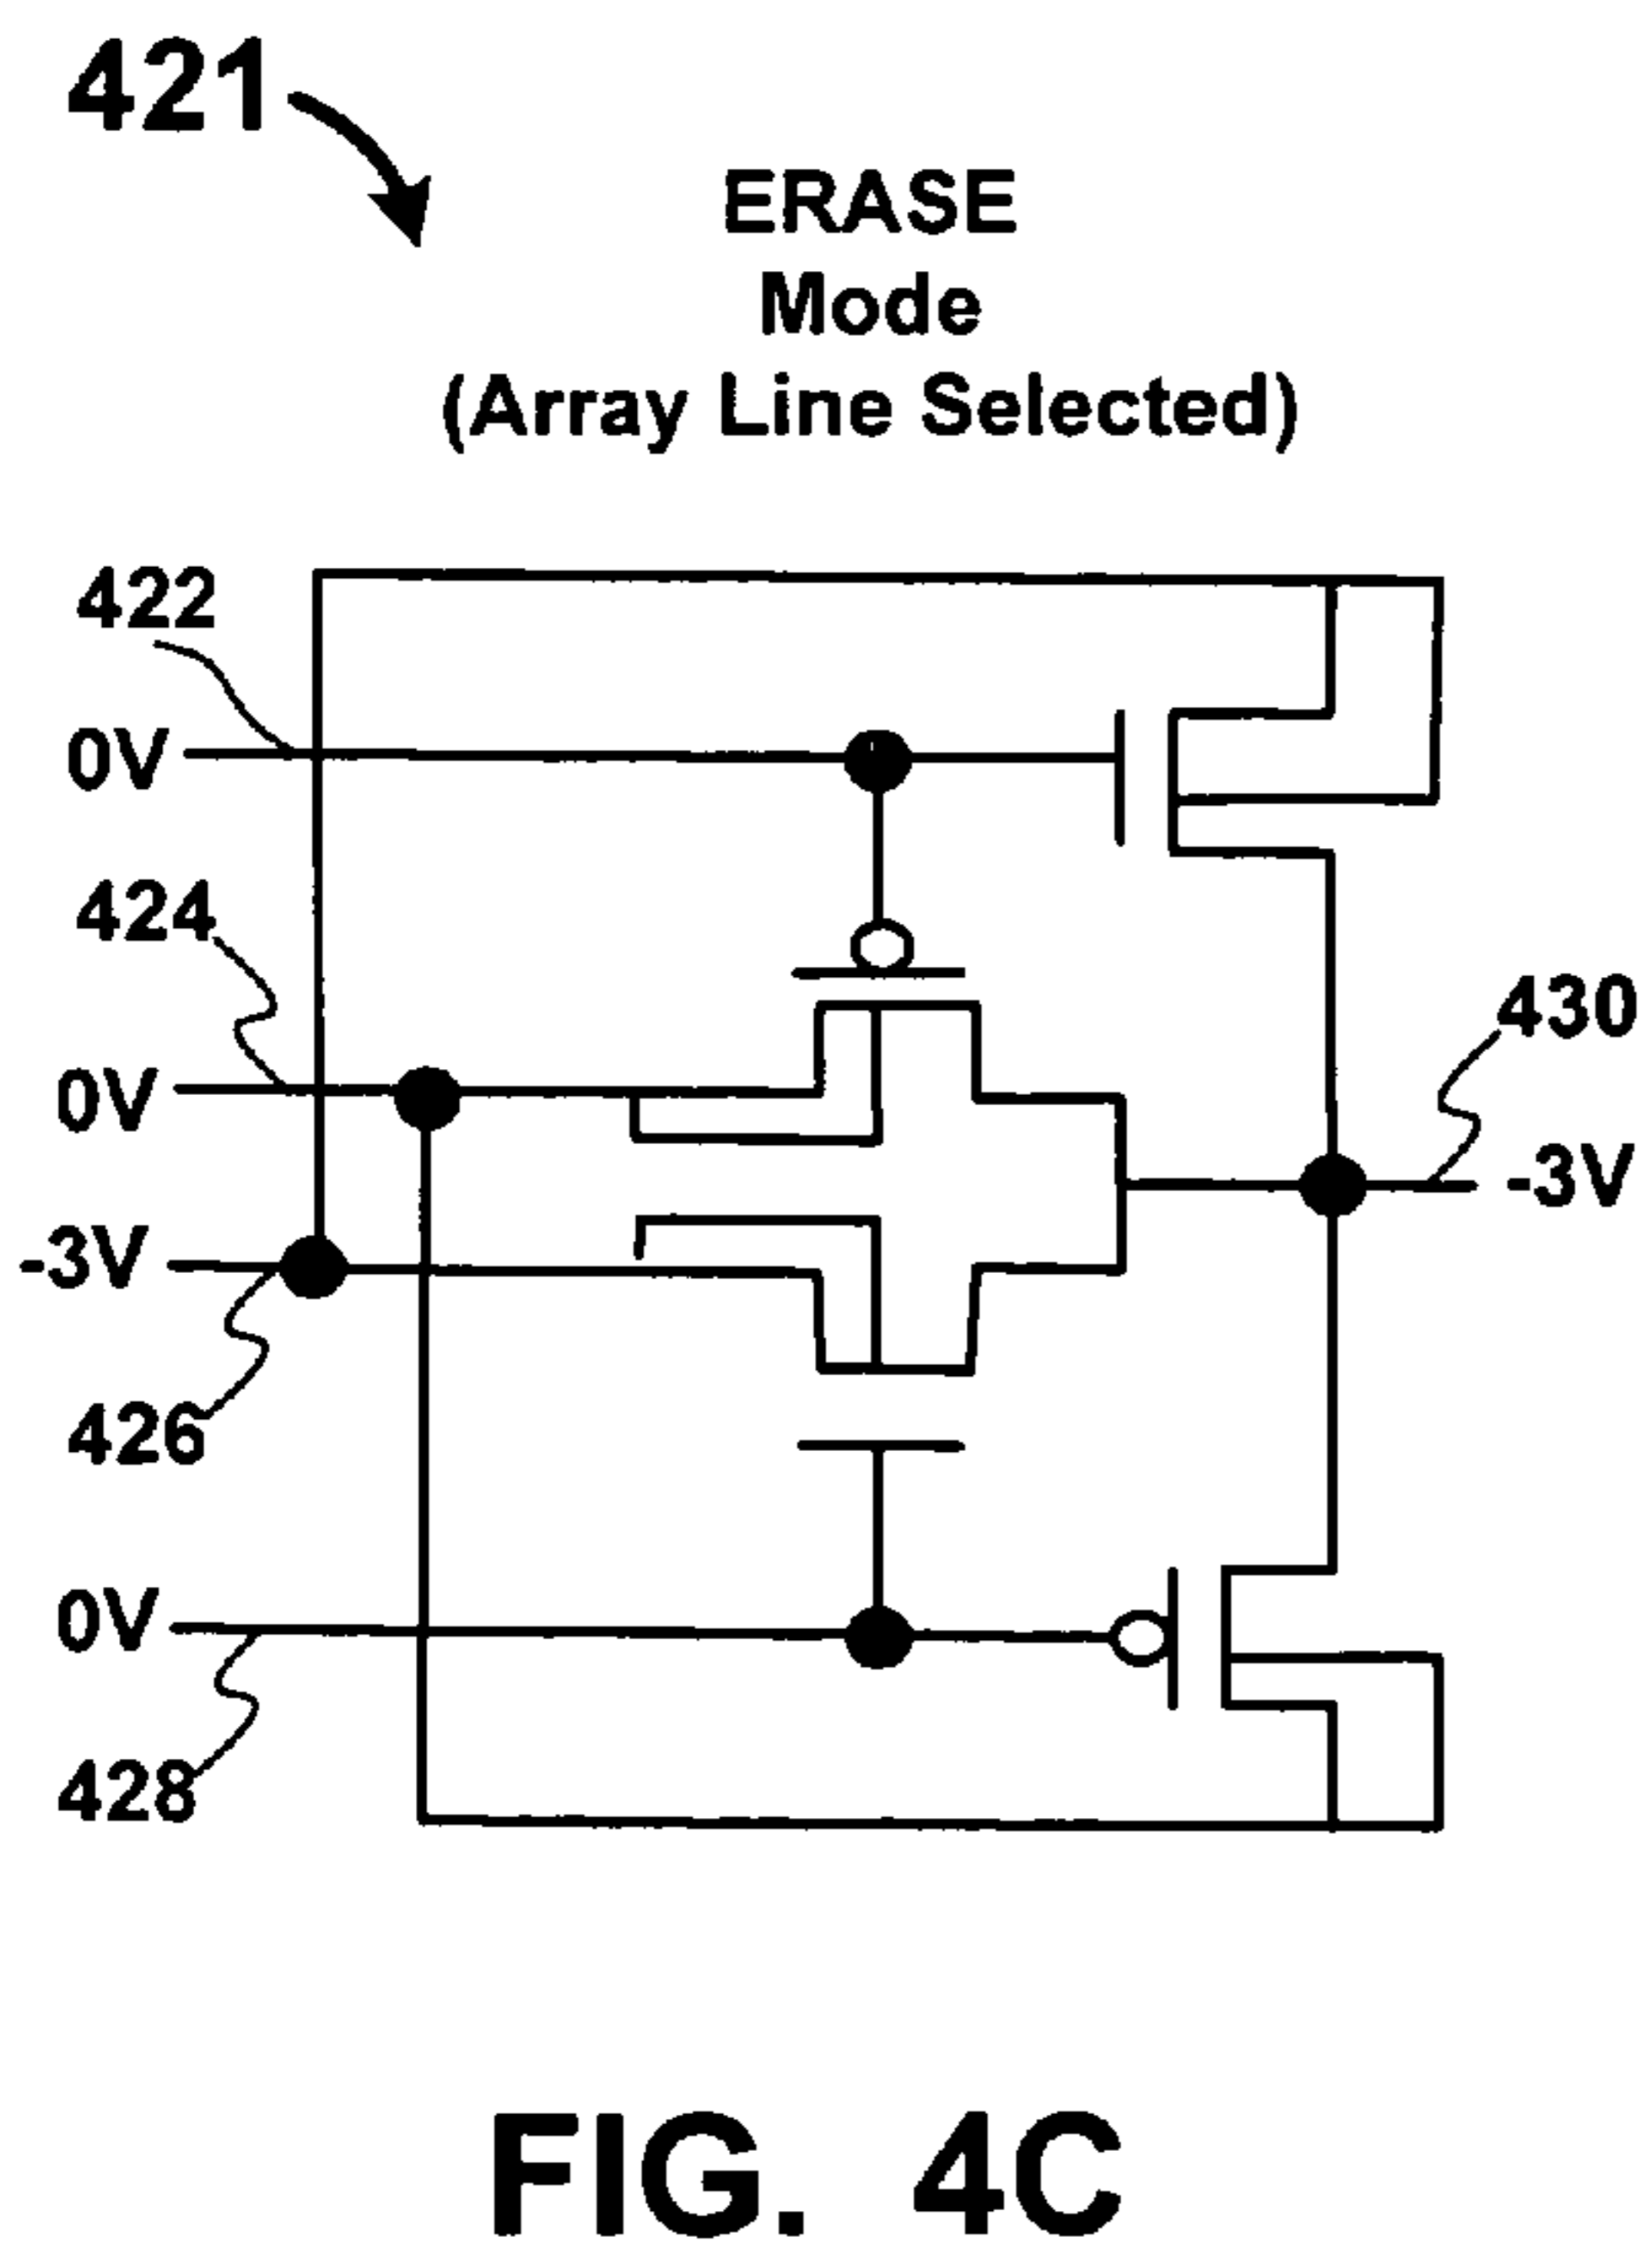 421
ERASE
Mode
(Array Line Selected)
422
0V
424
0V
430
-3V
-3V
426
0V
428
FIG. 4C